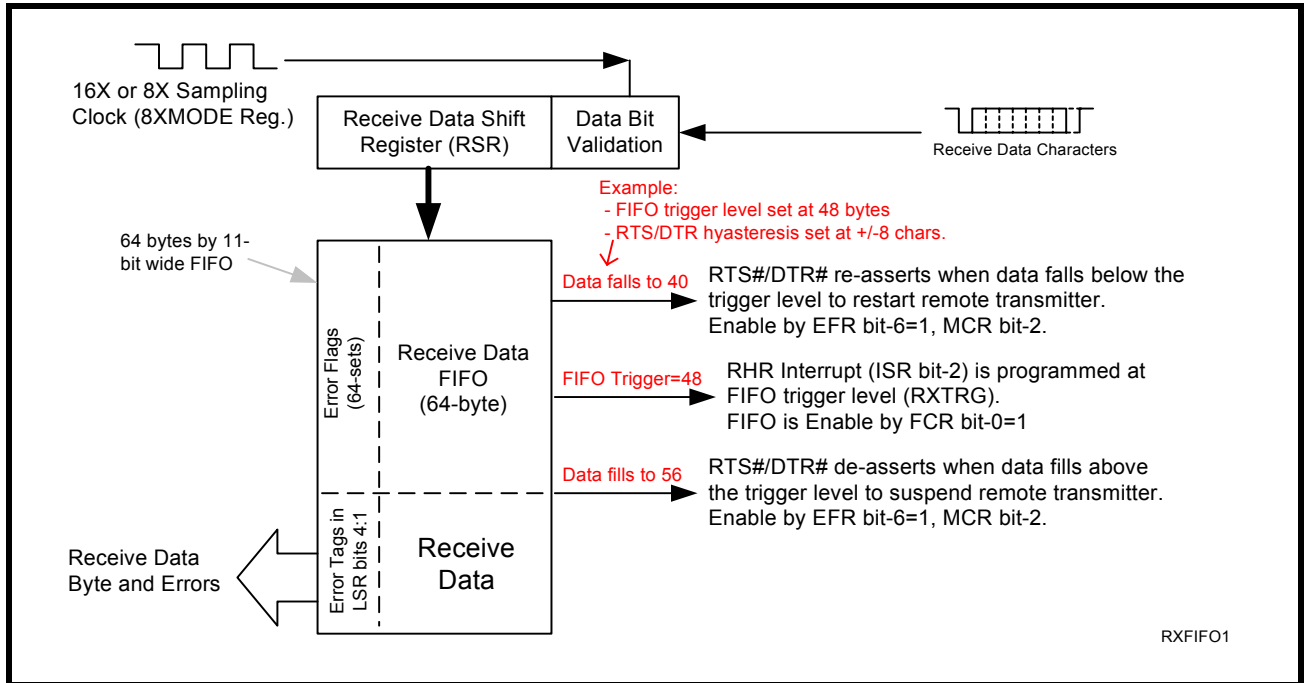 16X or 8X Sampling
Clock (8XMODE Reg.)
Receive Data Shift
Register (RSR)
Data Bit
Validation
Receive Data Characters
Example:
- FIFO trigger level set at 48 bytes
- RTS/DTR hyasteresis set at +/-8 chars.
64 bytes by 11-
bit wide FIFO
Error Flags
(64-sets)
Receive Data
FIFO
(64-byte)
Data falls to 40
RTS#/DTR# re-asserts when data falls below the
trigger level to restart remote transmitter.
Enable by EFR bit-6=1, MCR bit-2.
FIFO Trigger=48
RHR Interrupt (ISR bit-2) is programmed at
FIFO trigger level (RXTRG).
FIFO is Enable by FCR bit-0=1
Data fills to 56
RTS#/DTR# de-asserts when data fills above
the trigger level to suspend remote transmitter.
Enable by EFR bit-6=1, MCR bit-2.
Error Tags in
LSR bits 4:1
Receive
Data
Receive Data
Byte and Errors
RXFIFO1